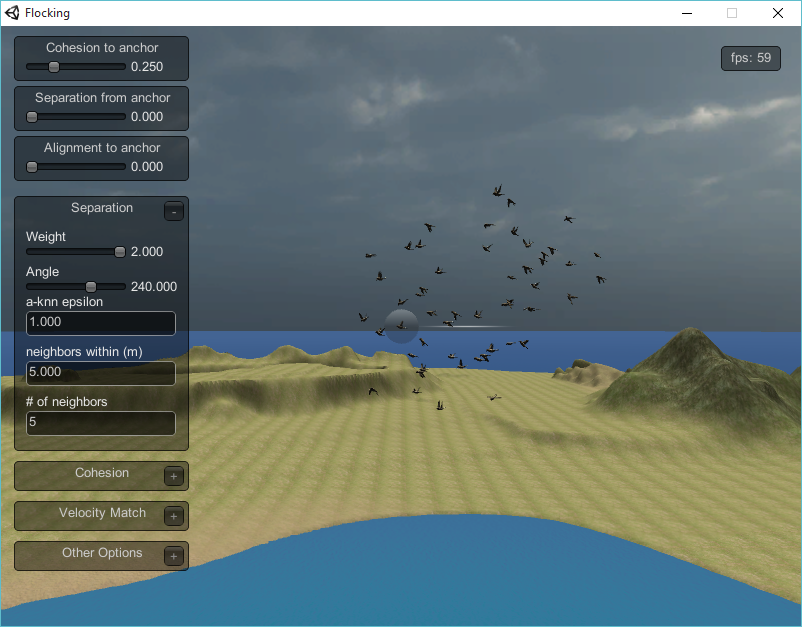 Flocking
Cohesion to anchor
0.250
fps: 59
Separation from anchor
0.000
Alignment to anchor
0.000
Separation
-
Weight
2.000
Angle
240.000
a-knn epsilon
1.000
neighbors within (m)
5.000
# of neighbors
5
Cohesion
+
Velocity Match
+
Other Options
+